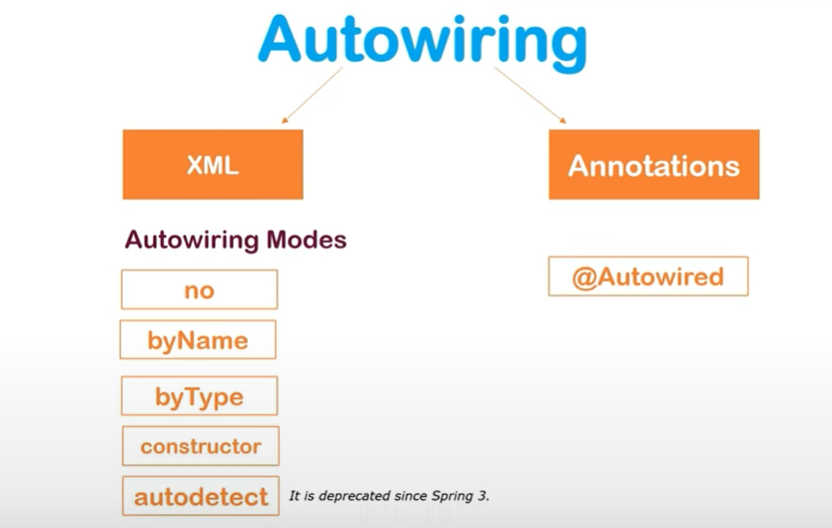 Autowiring
XML
Annotations
Autowiring Modes
@Autowired
no
byName
byType
constructor
autodetect
It is deprecated since Spring 3.